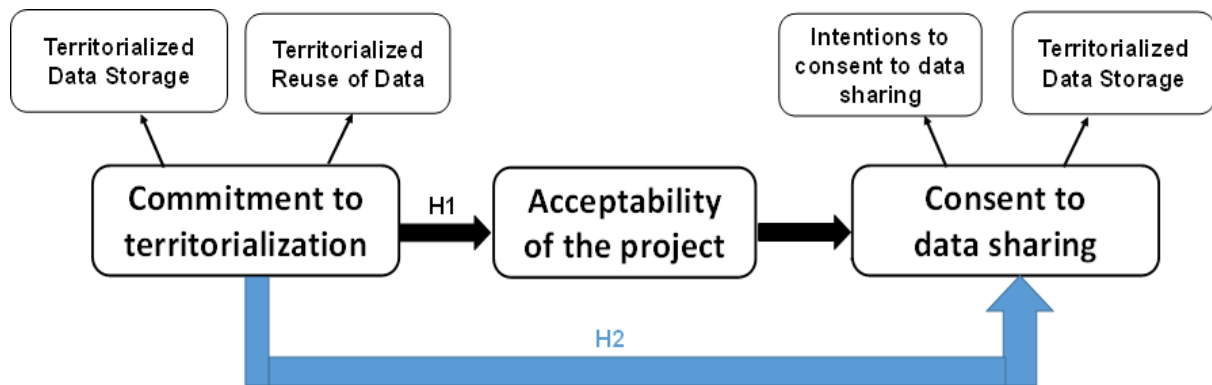 Territorialized
Data Storage
Territorialized
Reuse of Data
Intentions to
consent to data
sharing
Territorialized
Data Storage
Commitment to
territorialization
H1
Acceptability
of the project
Consent to
data sharing
H2